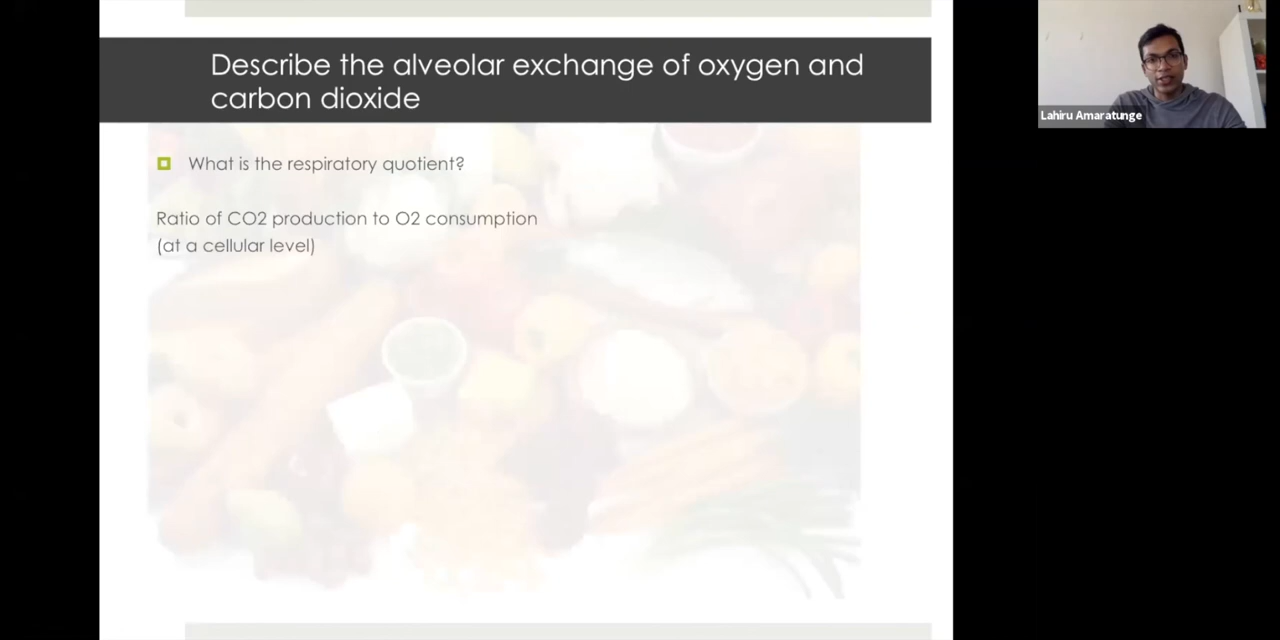 Describe the alveolar exchange of oxygen and
carbon dioxide
What is the respiratory quotient?
Ratio of CO2 production to O2 consumption
(at a cellular level)
Lahiru Amaratunge